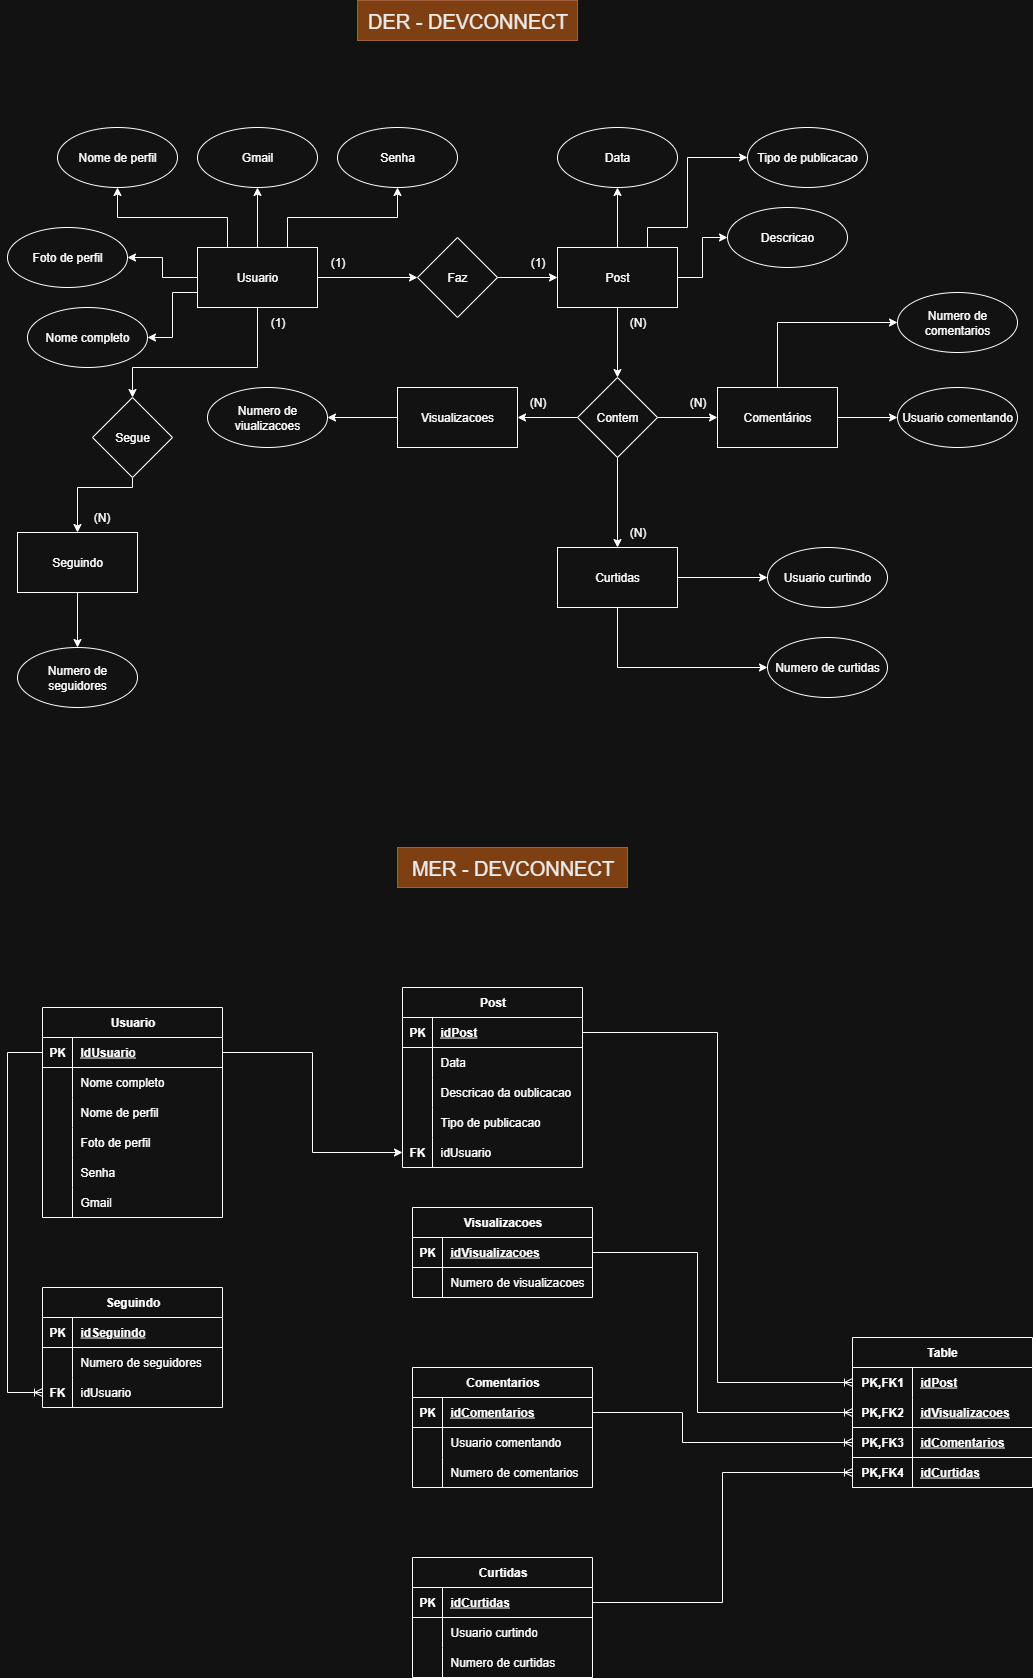 DER - DEVCONNECT
Nome de perfil
Gmail
Senha
Data
Tipo de publicacao
Foto de perfil
Usuario
(1)
Faz
(1)
Post
Descricao
Nome completo
(1)
(N)
Numero de
comentarios
Segue
Numero de
viualizacoes
Visualizacoes
(N)
Contem
(N)
Comentários
Usuario comentando
(N)
Seguindo
(N)
Curtidas
Usuario curtindo
Numero de
seguidores
Numero de curtidas
MER - DEVCONNECT
Usuario
PK IdUsuario
Nome completo
Nome de perfil
Foto de perfil
Senha
Gmail
Post
PK idPost
Data
Descricao da oublicacao
Tipo de publicacao
FK idUsuario
Visualizacoes
PK idVisualizacoes
Numero de visualizacoes
Seguindo
PK idSeguindo
Numero de seguidores
FK idUsuario
Comentarios
PK idComentarios
Usuario comentando
Numero de comentarios
Table
PK,FK1 idPost
PK,FK2 idVisualizacoes
PK,FK3 idComentarios
PK,FK4 idCurtidas
Curtidas
PK idCurtidas
Usuario curtindo
Numero de curtidas